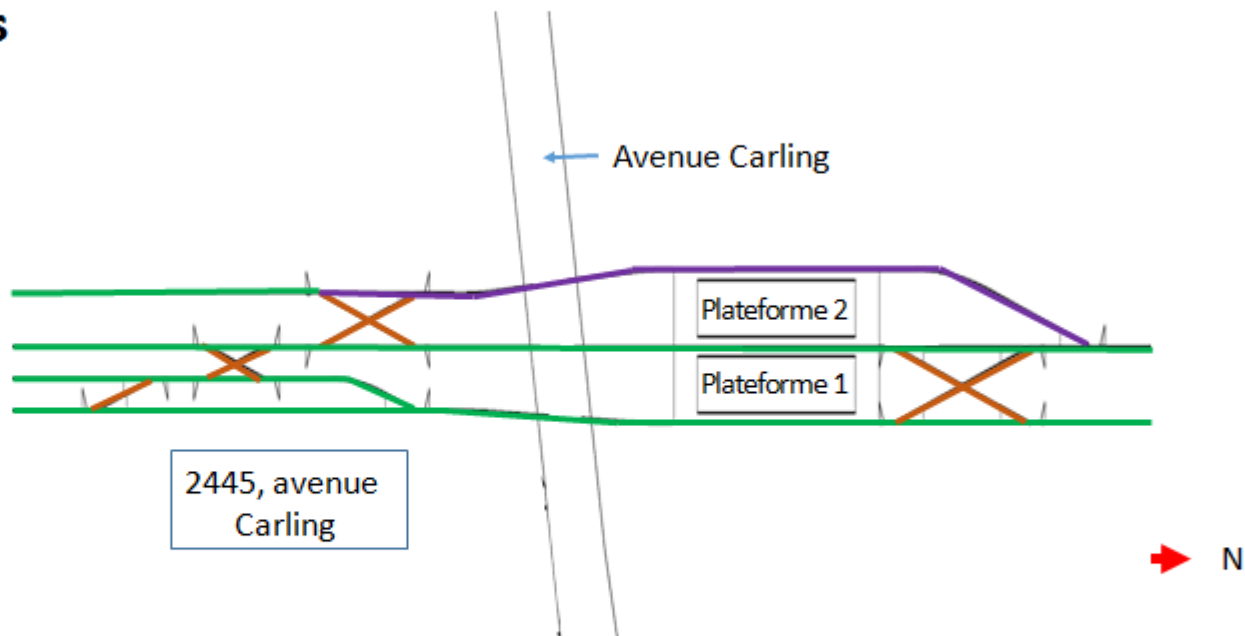 s
Avenue Carling
Plateforme 2
Plateforme 1
2445, avenue
Carling
N